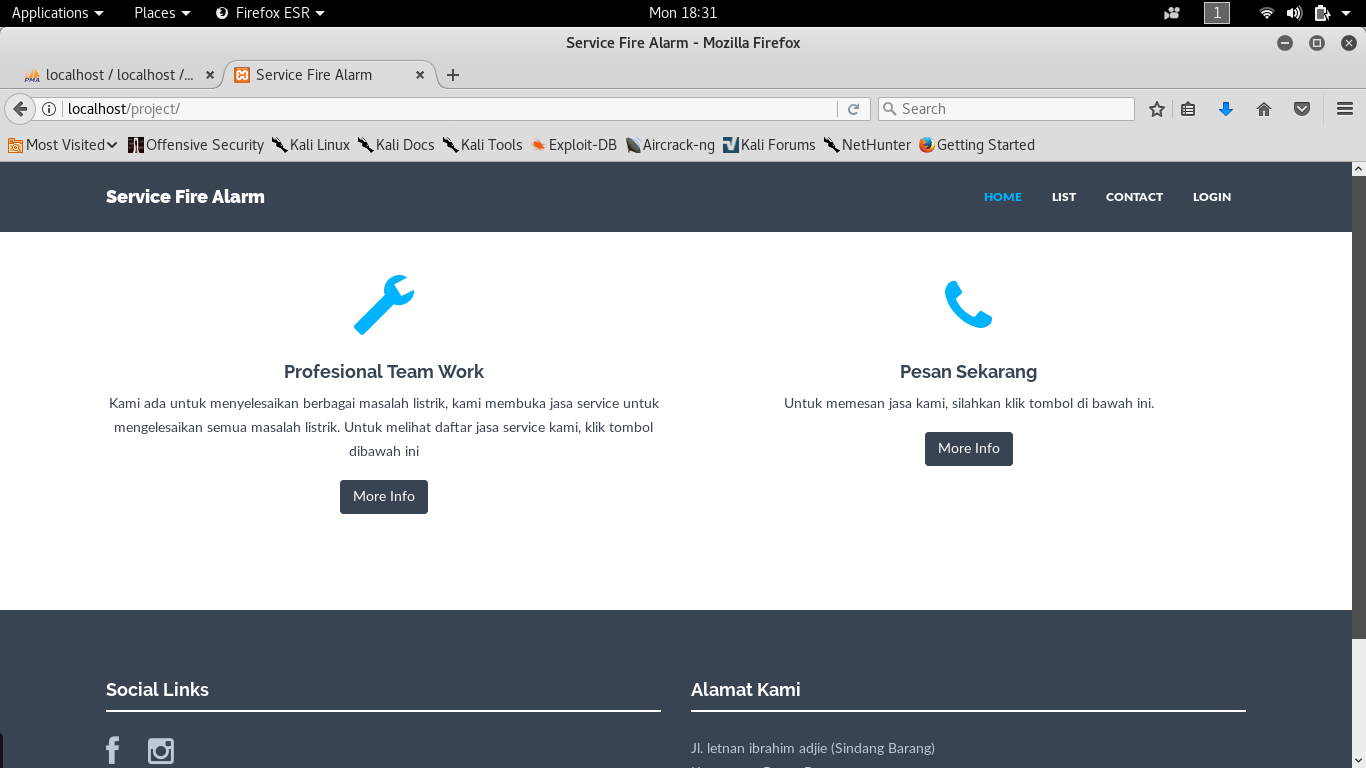 Applications Places Firefox ESR Mon 18:31 1
Service Fire Alarm - Mozilla Firefox
PMA localhost / localhost /... Service Fire Alarm
localhost/project/ Search
Most Visited Offensive Security Kali Linux Kali Docs Kali Tools Exploit-DB Aircrack-ng Kali Forums NetHunter Getting Started
Service Fire Alarm HOME LIST CONTACT LOGIN
Profesional Team Work
Kami ada untuk menyelesaikan berbagai masalah listrik, kami membuka jasa service untuk
mengelesaikan semua masalah listrik. Untuk melihat daftar jasa service kami, klik tombol
dibawah ini
More Info
Pesan Sekarang
Untuk memesan jasa kami, silahkan klik tombol di bawah ini.
More Info
Social Links
Alamat Kami
Jl. letnan ibrahim adjie (Sindang Barang)